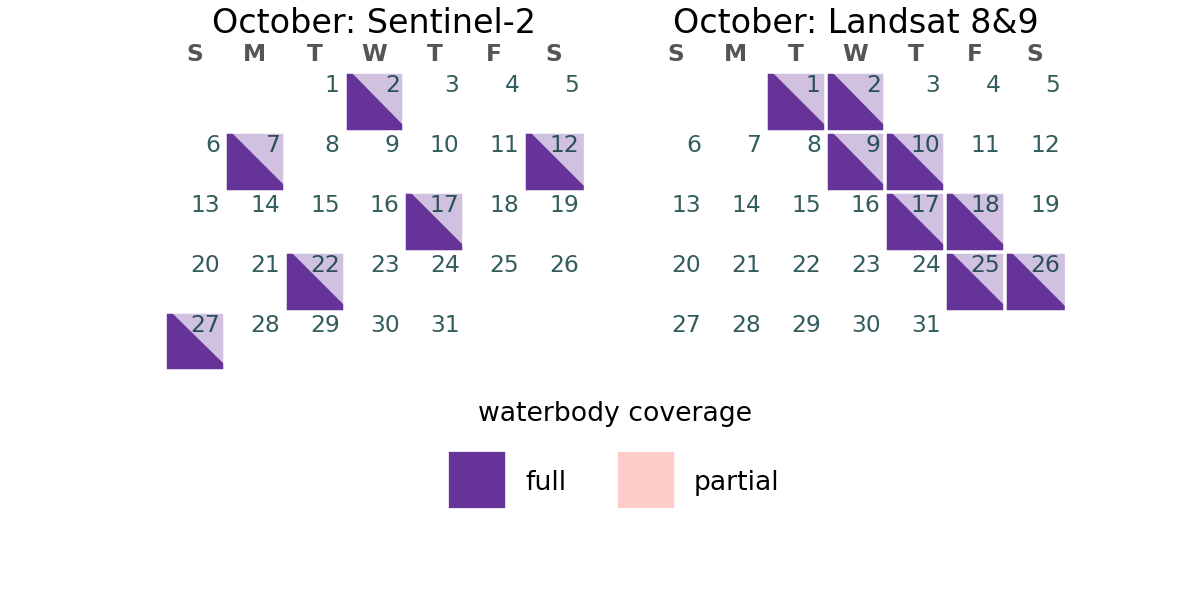 October: Sentinel-2
S M T W T F S
1 2 3 4 5
6 7 8 9 10 11 12
13 14 15 16 17 18 19
20 21 22 23 24 25 26
27 28 29 30 31
October: Landsat 8&9
S M T W T F S
1 2 3 4 5
6 7 8 9 10 11 12
13 14 15 16 17 18 19
20 21 22 23 24 25 26
27 28 29 30 31
waterbody coverage
full partial